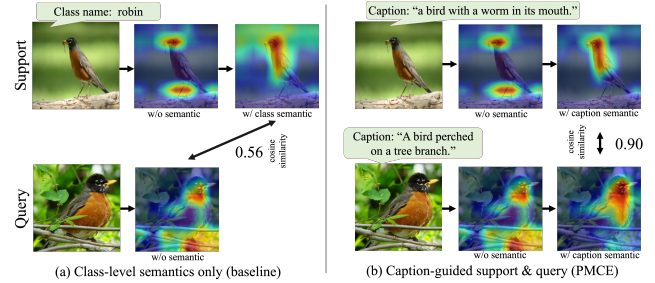 Class name: robin
Support
w/o semantic
w/ class semantic
0.56
cosine
similarity
Query
w/o semantic
(a) Class-level semantics only (baseline)
Caption: “a bird with a worm in its mouth.”
w/o semantic
w/ caption semantic
Caption: “A bird perched
on a tree branch.”
cosine
similarity
0.90
w/o semantic
w/ caption semantic
(b) Caption-guided support & query (PMCE)